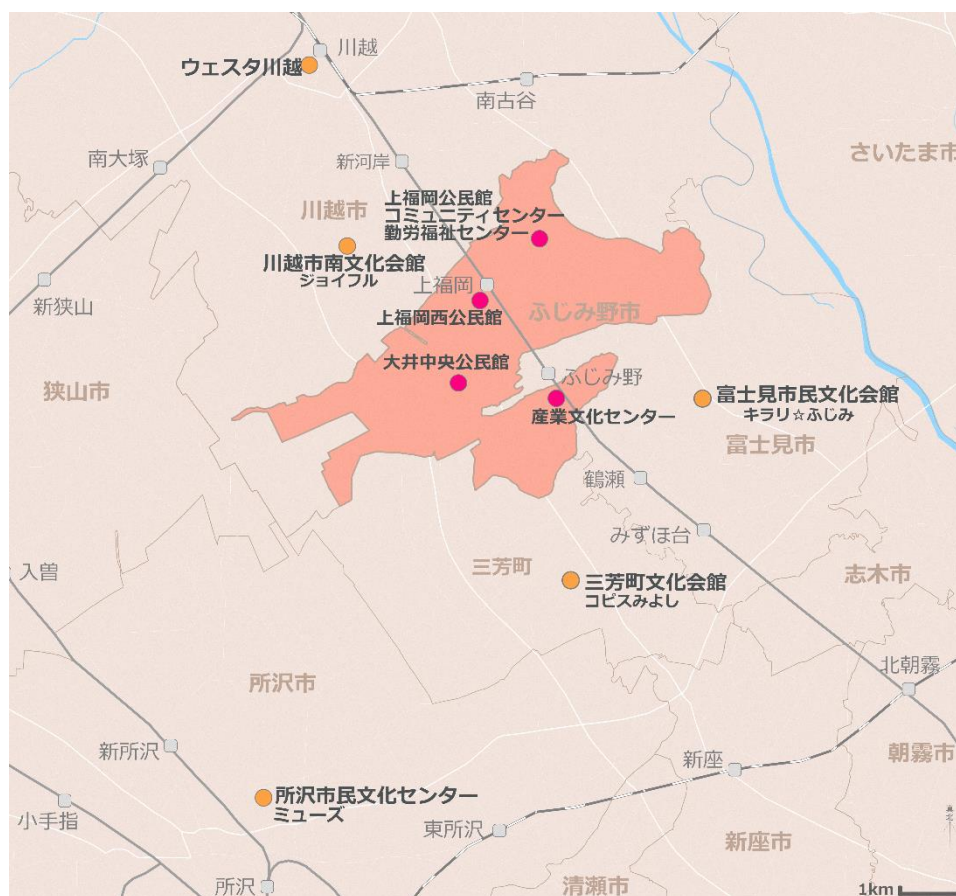 川越
ウェスタ川越
南古谷
さいたま市
南大塚
新河岸
上福岡公民館
コミュニティセンター
勤労福祉センター
川越市
川越市南文化会館
ジョイフル
上福岡
新狭山
上福岡西公民館
ふじみ野市
大井中央公民館
ふじみ野
狭山市
富士見市民文化会館
キラリ☆ふじみ
産業文化センター
富士見市
鶴瀬
みずほ台
入曽
三芳町
三芳町文化会館
コピスみよし
志木市
北朝霞
所沢市
新所沢
新座
朝霞市
所沢市民文化センター
ミューズ
小手指
東所沢
新座市
所沢
清瀬市
1km